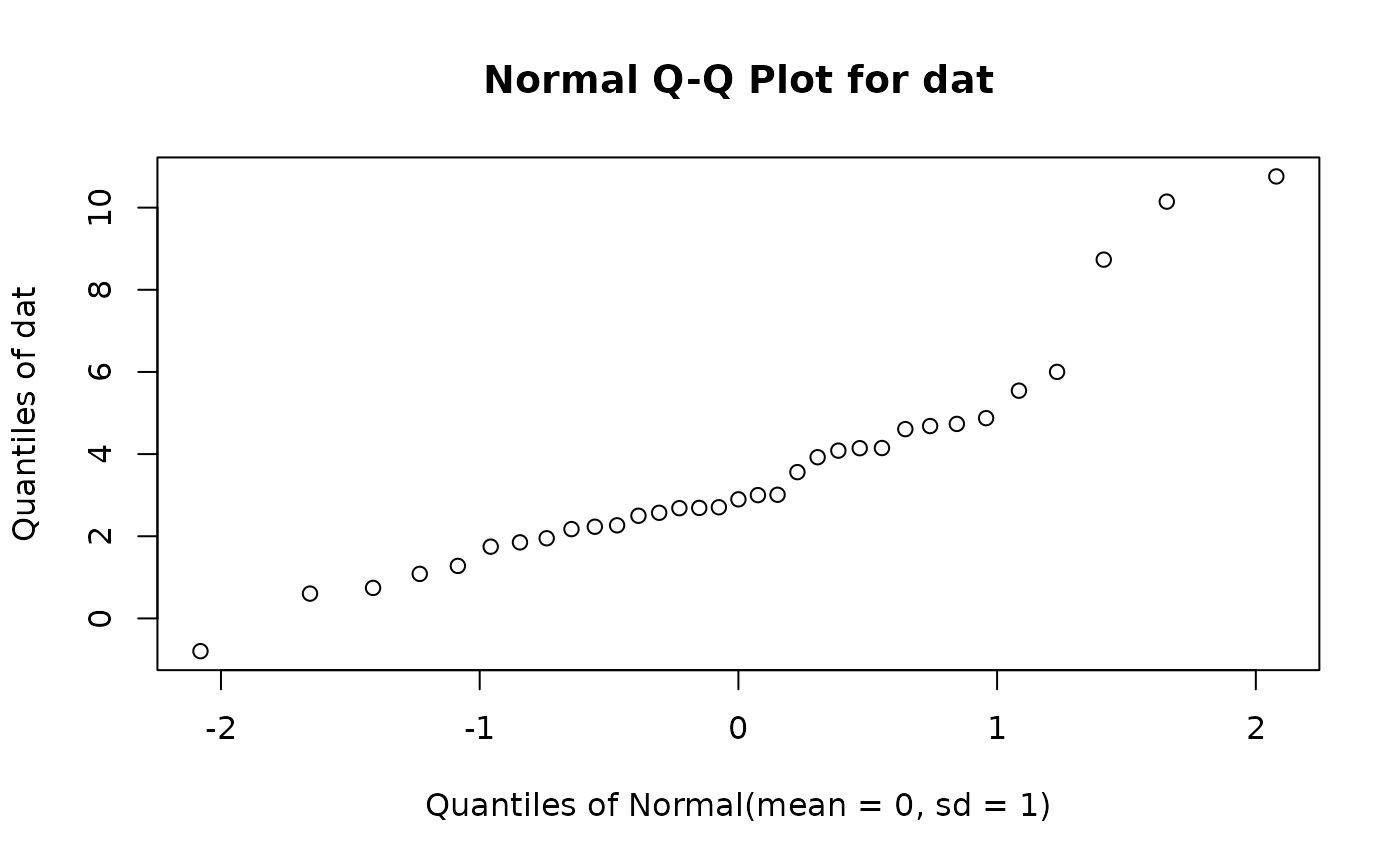 Normal Q-Q Plot for dat
Quantiles of dat
10
8
6
4
2
0
-2 -1 0 1 2
Quantiles of Normal(mean = 0, sd = 1)